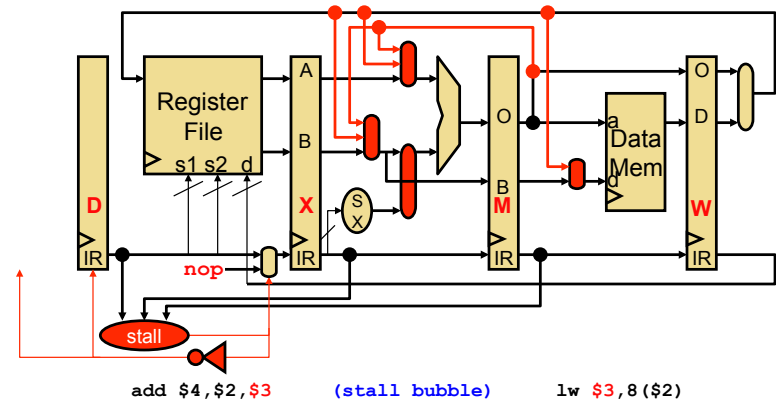 A
O
O
Register
File
B
D
a
Data
Mem
S
X
B
d
s1 s2 d
D
X
M
W
IR
IR
IR
IR
nop
stall
add $4,$2,$3 (stall bubble) lw $3,8($2)